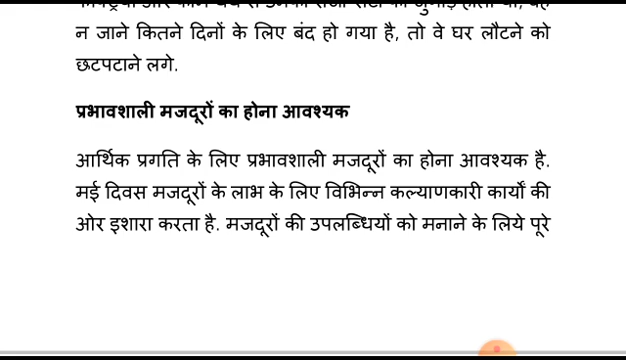 न जाने कितने दिनों के लिए बंद हो गया है, तो वे घर लौटने को
छटपटाने लगे.
प्रभावशाली मजदूरों का होना आवश्यक
आर्थिक प्रगति के लिए प्रभावशाली मजदूरों का होना आवश्यक है.
मई दिवस मजदूरों के लाभ के लिए विभिन्न कल्याणकारी कार्यों की
ओर इशारा करता है. मजदूरों की उपलब्धियों को मनाने के लिये पूरे